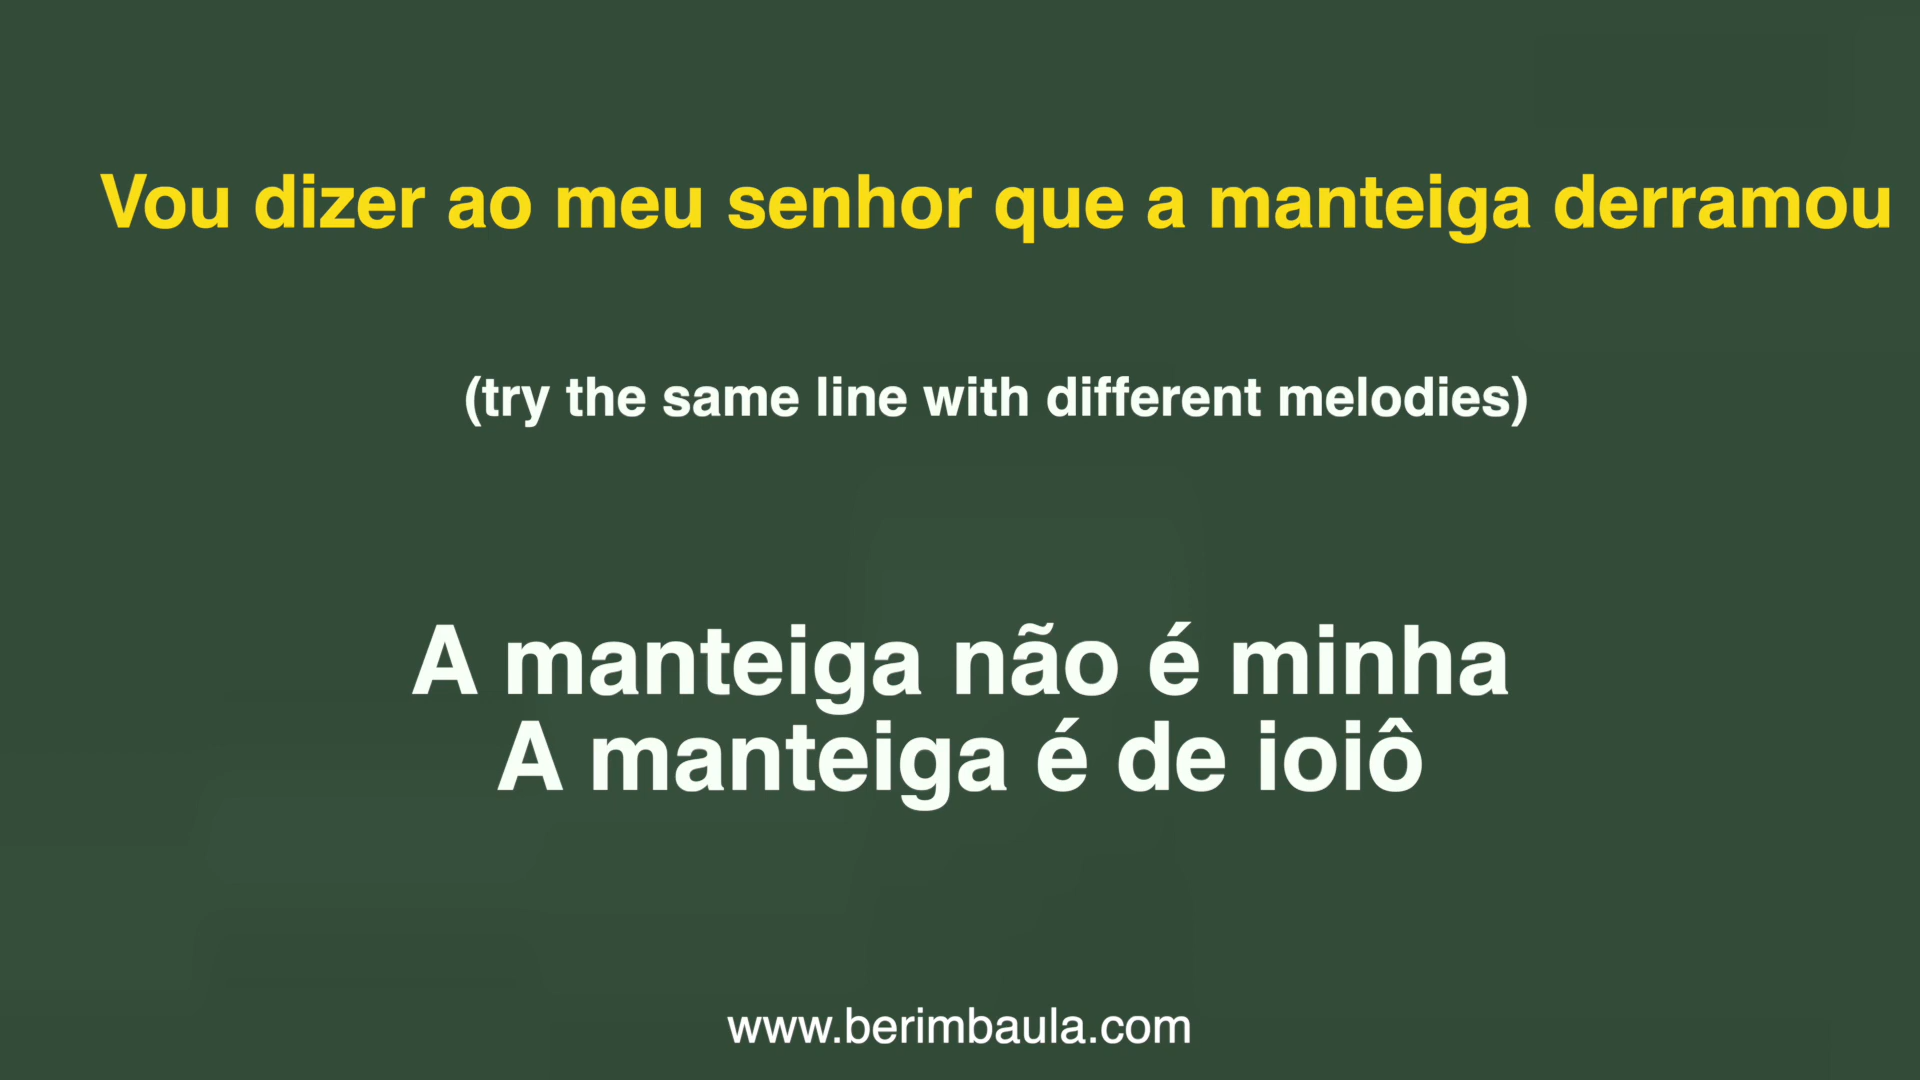 Vou dizer ao meu senhor que a manteiga derramou
(try the same line with different melodies)
A manteiga não é minha
A manteiga é de ioiô
www.berimbaula.com